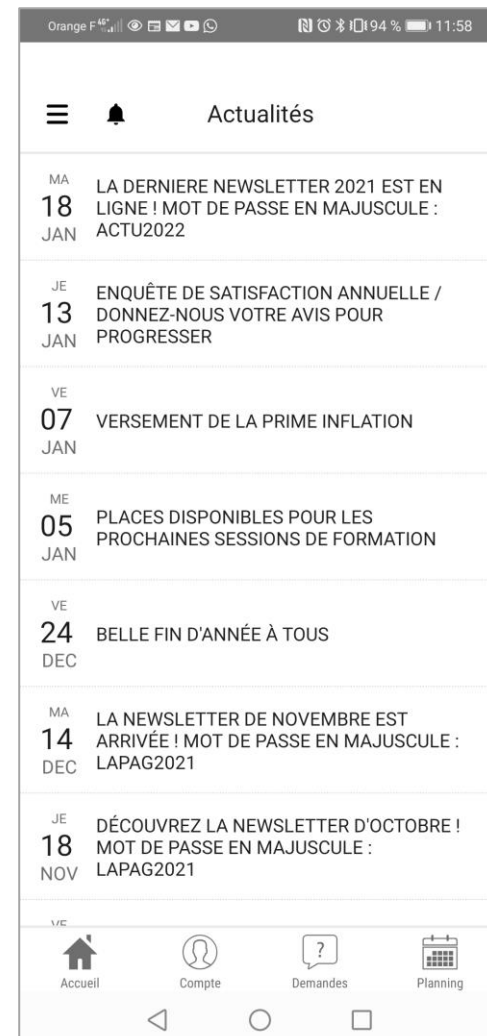 Orange F 4G+ 94 % 11:58
Actualités
MA
18
JAN
LA DERNIERE NEWSLETTER 2021 EST EN
LIGNE ! MOT DE PASSE EN MAJUSCULE :
ACTU2022
JE
13
JAN
ENQUÊTE DE SATISFACTION ANNUELLE /
DONNEZ-NOUS VOTRE AVIS POUR
PROGRESSER
VE
07
JAN
VERSEMENT DE LA PRIME INFLATION
ME
05
JAN
PLACES DISPONIBLES POUR LES
PROCHAINES SESSIONS DE FORMATION
VE
24
DEC
BELLE FIN D'ANNÉE À TOUS
MA
14
DEC
LA NEWSLETTER DE NOVEMBRE EST
ARRIVÉE ! MOT DE PASSE EN MAJUSCULE :
LAPAG2021
JE
18
NOV
DÉCOUVREZ LA NEWSLETTER D'OCTOBRE !
MOT DE PASSE EN MAJUSCULE :
LAPAG2021
VE
?
Accueil Compte Demandes Planning